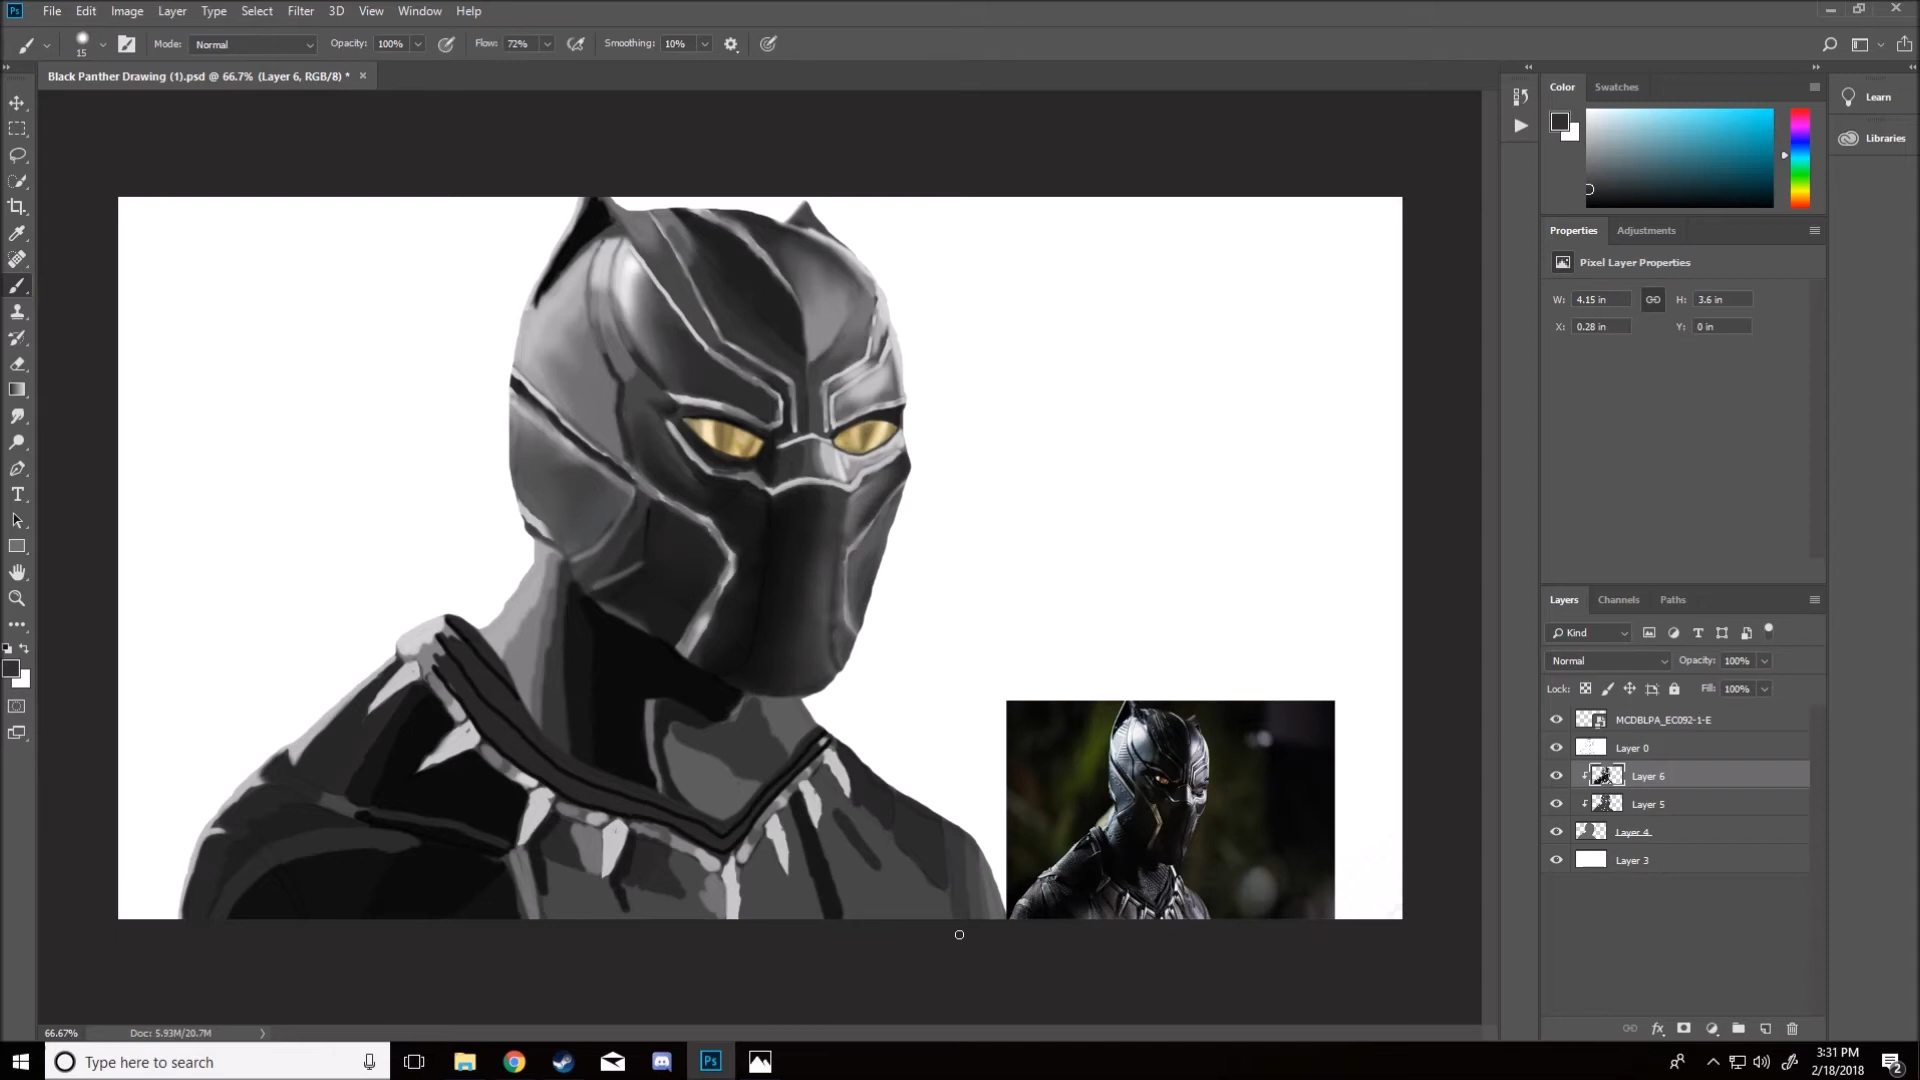 Ps File Edit Image Layer Type Select Filter 3D View Window Help
15 Mode: Normal Opacity: 100% Flow: 72% Smoothing: 10%
Black Panther Drawing (1).psd @ 66.7% (Layer 6, RGB/8) * ×
Color Swatches
Learn
Libraries
Properties Adjustments
Pixel Layer Properties
W: 4.15 in H: 3.6 in
X: 0.28 in Y: 0 in
Layers Channels Paths
Kind
Normal Opacity: 100%
Lock: Fill: 100%
MCDBLPA_EC092-1-E
Layer 0
Layer 6
Layer 5
Layer 4
Layer 3
66.67% Doc: 5.93M/20.7M
Type here to search
Ps
3:31 PM
2/18/2018
2